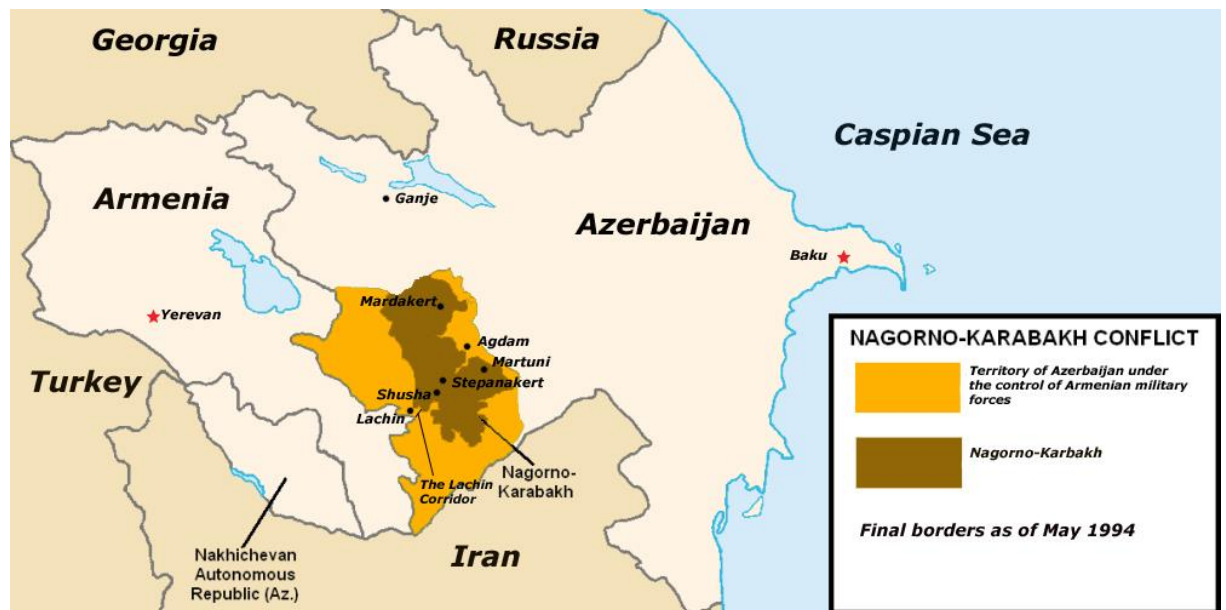 Georgia
Russia
Caspian Sea
Armenia
Ganje
Azerbaijan
Baku
Yerevan
Mardakert
Agdam
Martuni
Turkey
Stepanakert
Shusha
Lachin
The Lachin
Corridor
Nagorno-
Karabakh
Iran
Nakhichevan
Autonomous
Republic (Az.)
NAGORNO-KARABAKH CONFLICT
Territory of Azerbaijan under
the control of Armenian military
forces
Nagorno-Karbakh
Final borders as of May 1994